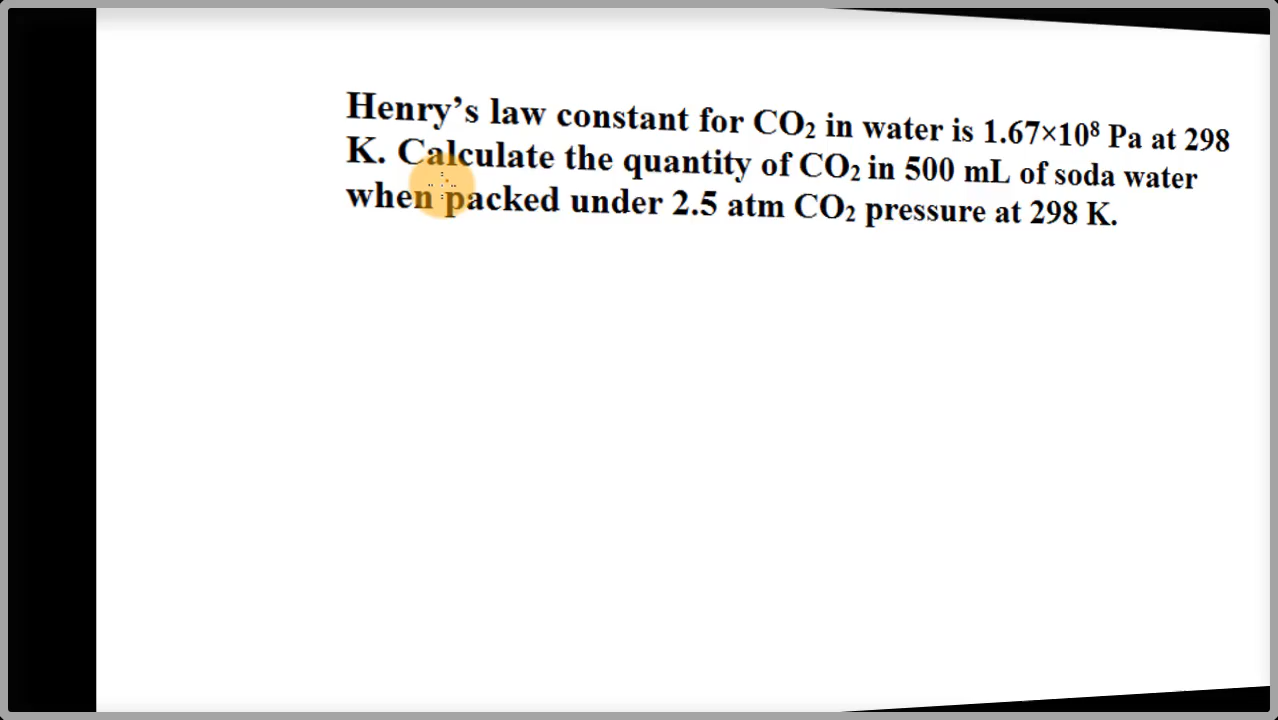 Henry’s law constant for CO₂ in water is 1.67×10⁸ Pa at 298
K. Calculate the quantity of CO₂ in 500 mL of soda water
when packed under 2.5 atm CO₂ pressure at 298 K.